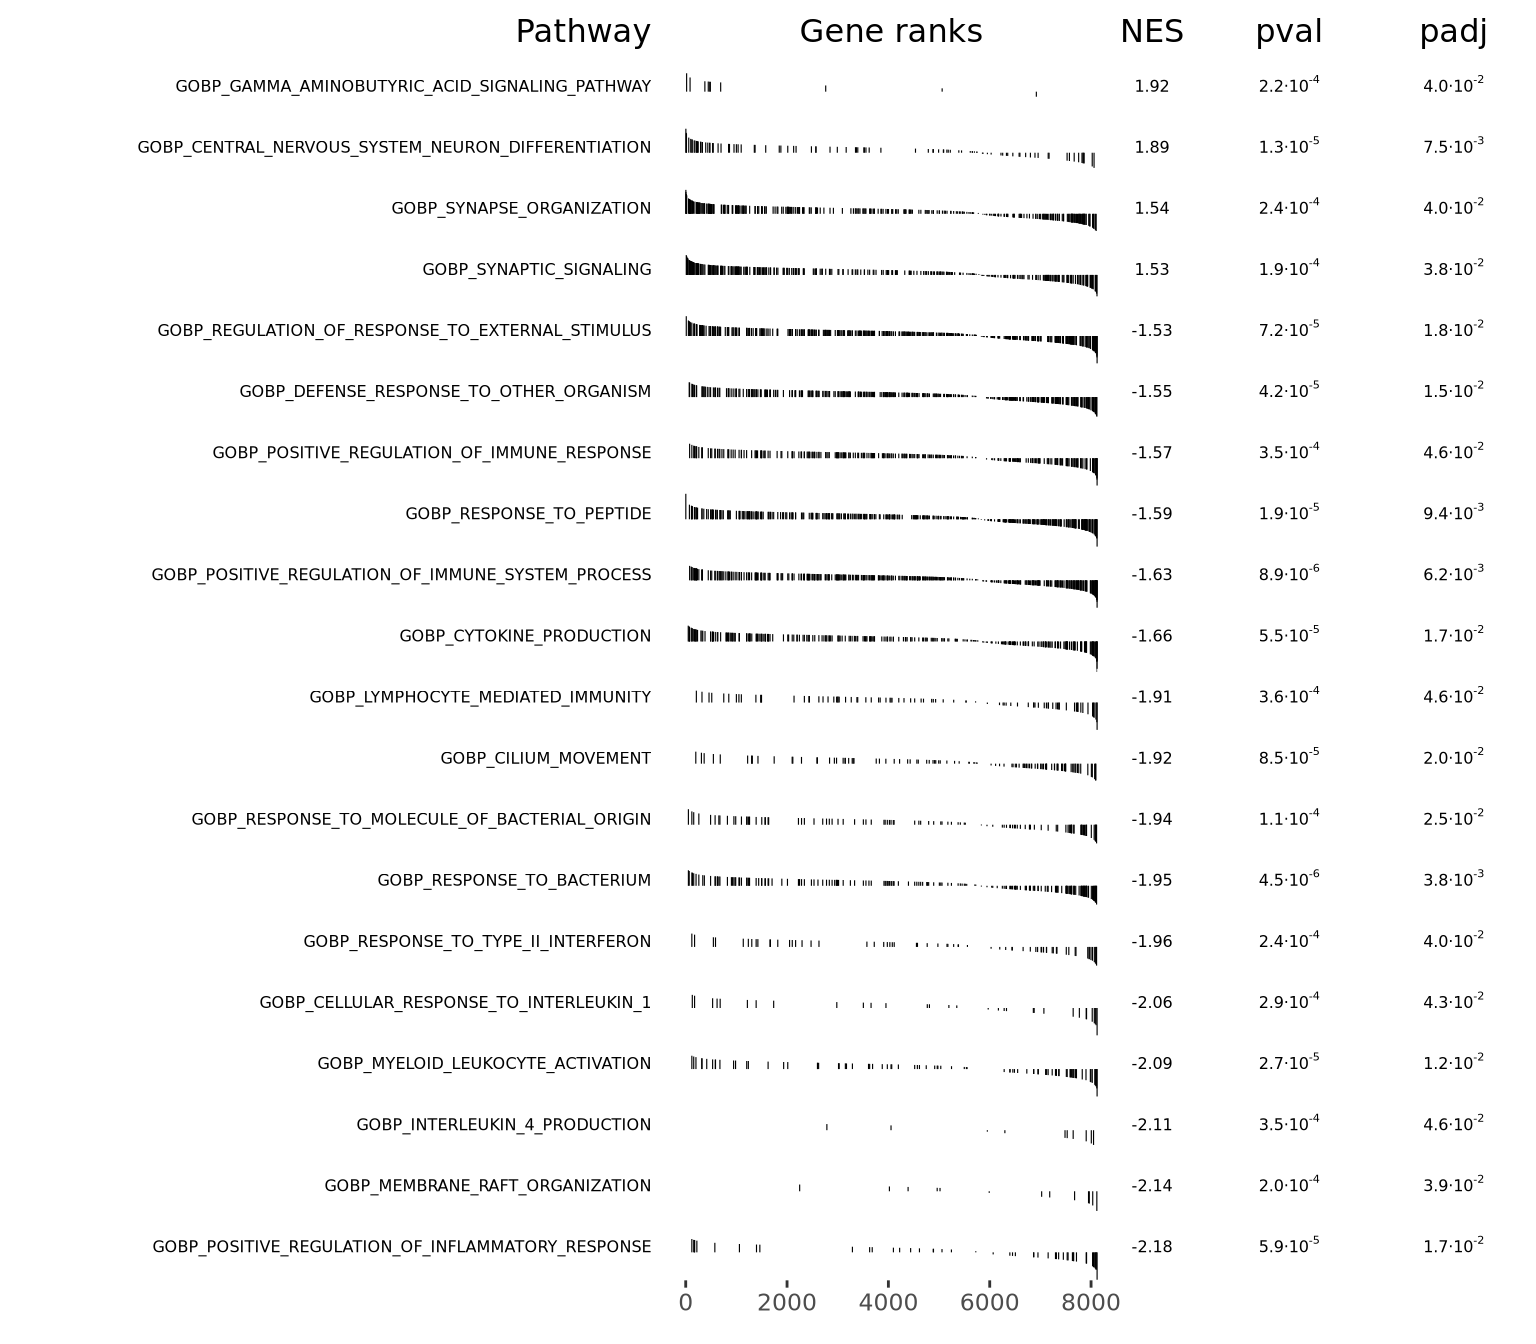 Pathway Gene ranks NES pval padj
GOBP_GAMMA_AMINOBUTYRIC_ACID_SIGNALING_PATHWAY 1.92 2.2·10⁻⁴ 4.0·10⁻²
GOBP_CENTRAL_NERVOUS_SYSTEM_NEURON_DIFFERENTIATION 1.89 1.3·10⁻⁵ 7.5·10⁻³
GOBP_SYNAPSE_ORGANIZATION 1.54 2.4·10⁻⁴ 4.0·10⁻²
GOBP_SYNAPTIC_SIGNALING 1.53 1.9·10⁻⁴ 3.8·10⁻²
GOBP_REGULATION_OF_RESPONSE_TO_EXTERNAL_STIMULUS -1.53 7.2·10⁻⁵ 1.8·10⁻²
GOBP_DEFENSE_RESPONSE_TO_OTHER_ORGANISM -1.55 4.2·10⁻⁵ 1.5·10⁻²
GOBP_POSITIVE_REGULATION_OF_IMMUNE_RESPONSE -1.57 3.5·10⁻⁴ 4.6·10⁻²
GOBP_RESPONSE_TO_PEPTIDE -1.59 1.9·10⁻⁵ 9.4·10⁻³
GOBP_POSITIVE_REGULATION_OF_IMMUNE_SYSTEM_PROCESS -1.63 8.9·10⁻⁶ 6.2·10⁻³
GOBP_CYTOKINE_PRODUCTION -1.66 5.5·10⁻⁵ 1.7·10⁻²
GOBP_LYMPHOCYTE_MEDIATED_IMMUNITY -1.91 3.6·10⁻⁴ 4.6·10⁻²
GOBP_CILIUM_MOVEMENT -1.92 8.5·10⁻⁵ 2.0·10⁻²
GOBP_RESPONSE_TO_MOLECULE_OF_BACTERIAL_ORIGIN -1.94 1.1·10⁻⁴ 2.5·10⁻²
GOBP_RESPONSE_TO_BACTERIUM -1.95 4.5·10⁻⁶ 3.8·10⁻³
GOBP_RESPONSE_TO_TYPE_II_INTERFERON -1.96 2.4·10⁻⁴ 4.0·10⁻²
GOBP_CELLULAR_RESPONSE_TO_INTERLEUKIN_1 -2.06 2.9·10⁻⁴ 4.3·10⁻²
GOBP_MYELOID_LEUKOCYTE_ACTIVATION -2.09 2.7·10⁻⁵ 1.2·10⁻²
GOBP_INTERLEUKIN_4_PRODUCTION -2.11 3.5·10⁻⁴ 4.6·10⁻²
GOBP_MEMBRANE_RAFT_ORGANIZATION -2.14 2.0·10⁻⁴ 3.9·10⁻²
GOBP_POSITIVE_REGULATION_OF_INFLAMMATORY_RESPONSE -2.18 5.9·10⁻⁵ 1.7·10⁻²
0 2000 4000 6000 8000